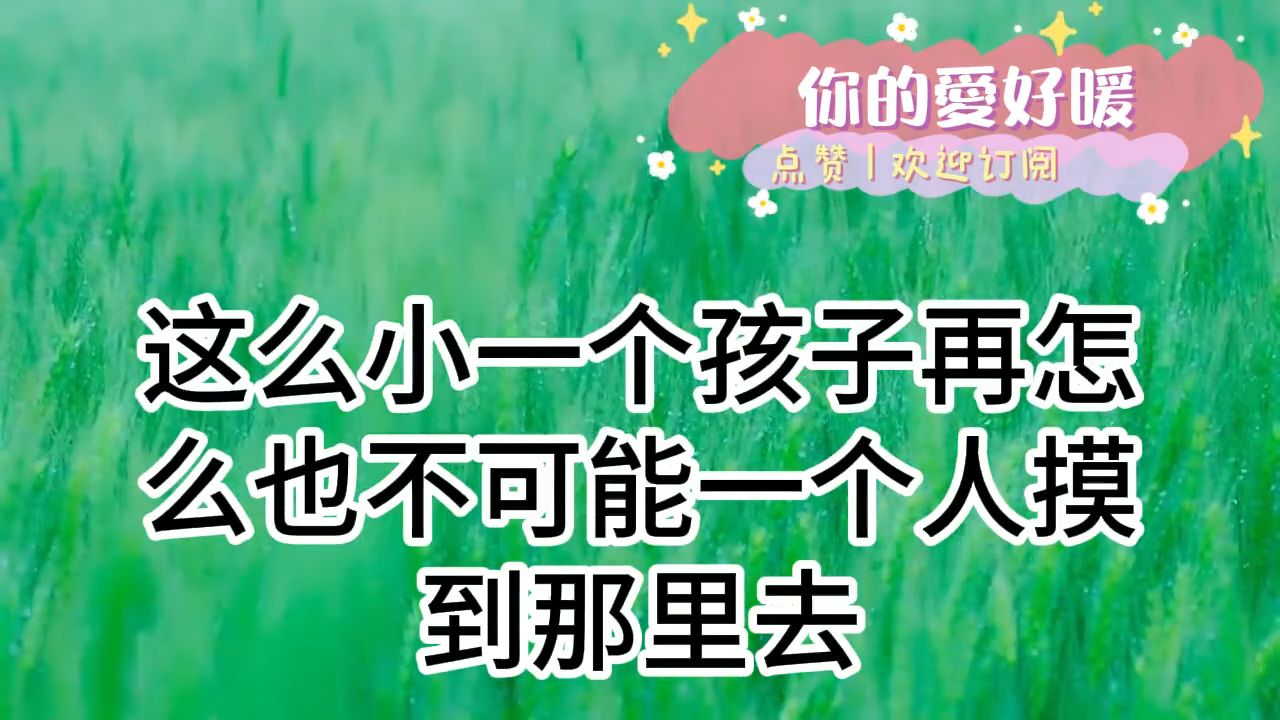 你的愛好暖
点赞|欢迎订阅
这么小一个孩子再怎
么也不可能一个人摸
到那里去